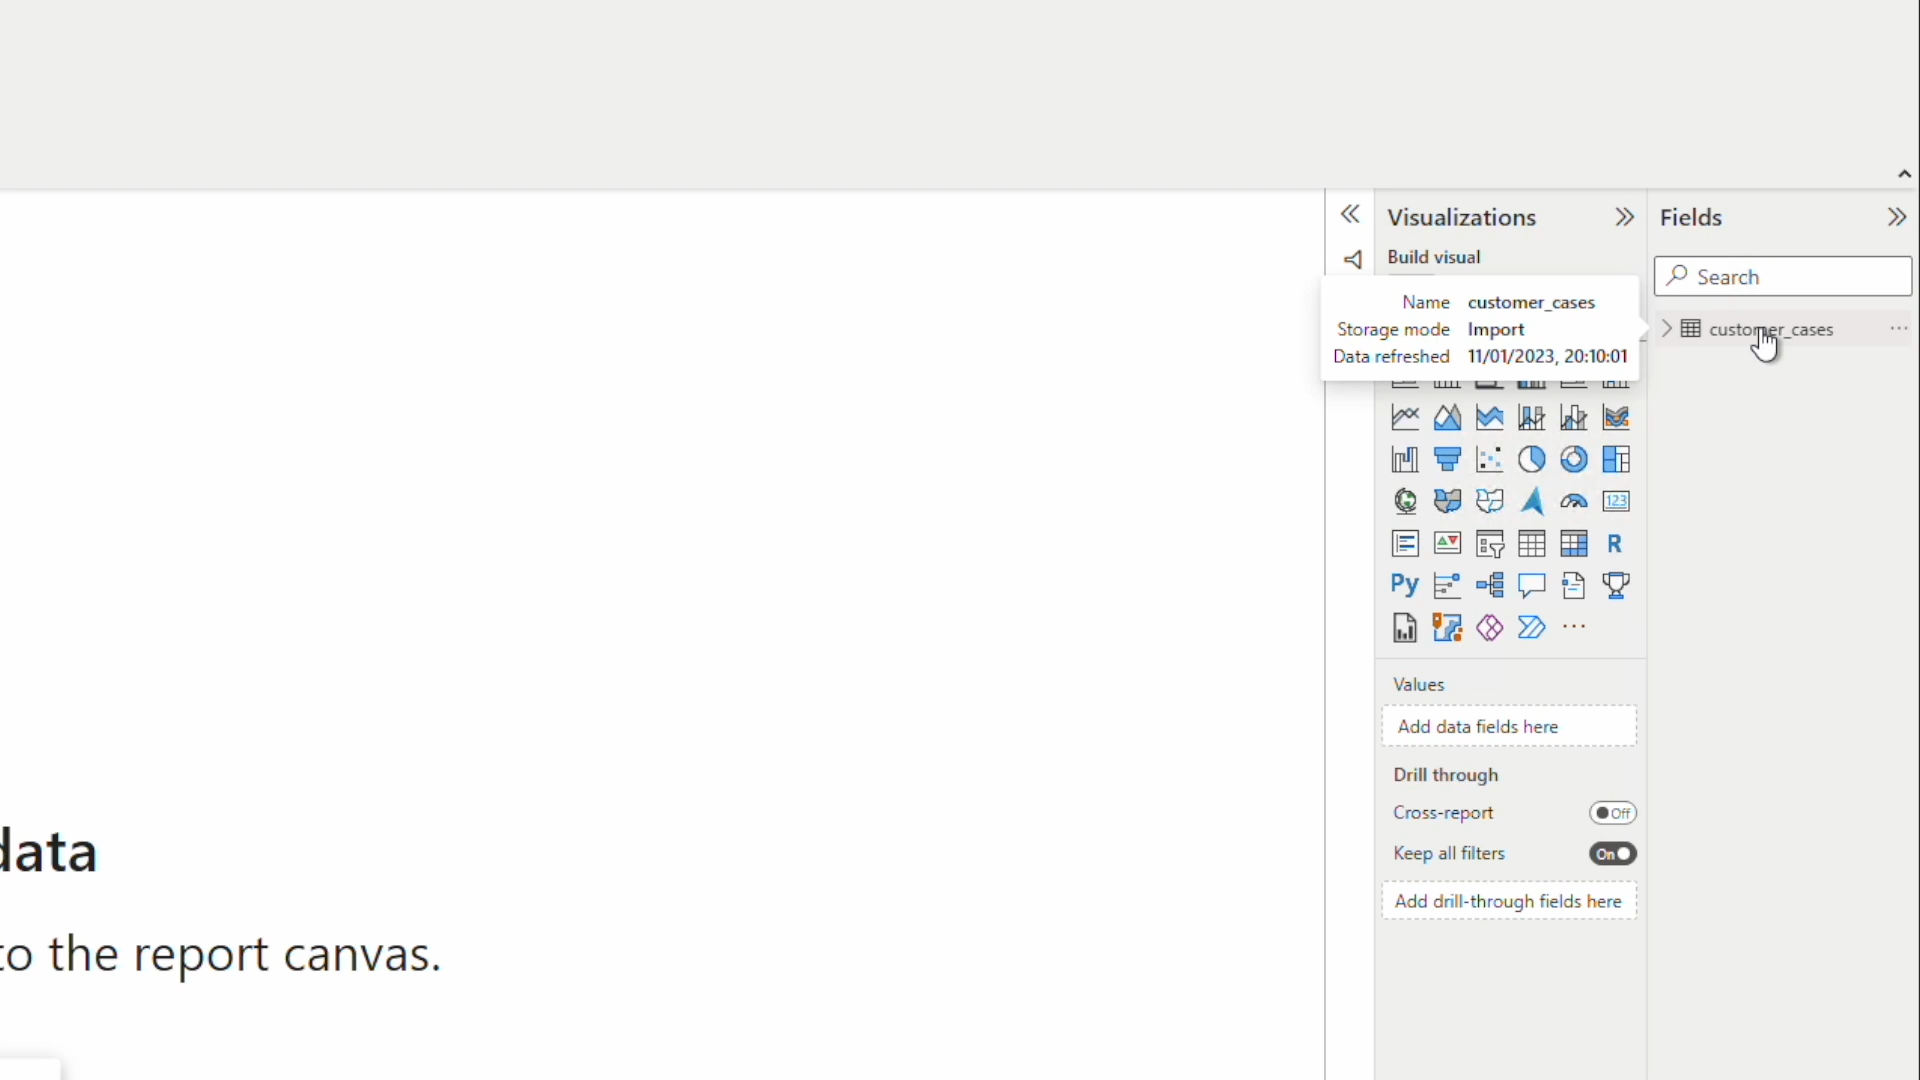 Visualizations
Fields
Build visual
Search
Name customer_cases
Storage mode Import
Data refreshed 11/01/2023, 20:10:01
customer_cases
123
R
Py
Values
Add data fields here
Drill through
Cross-report
Off
Keep all filters
On
Add drill-through fields here
data
to the report canvas.